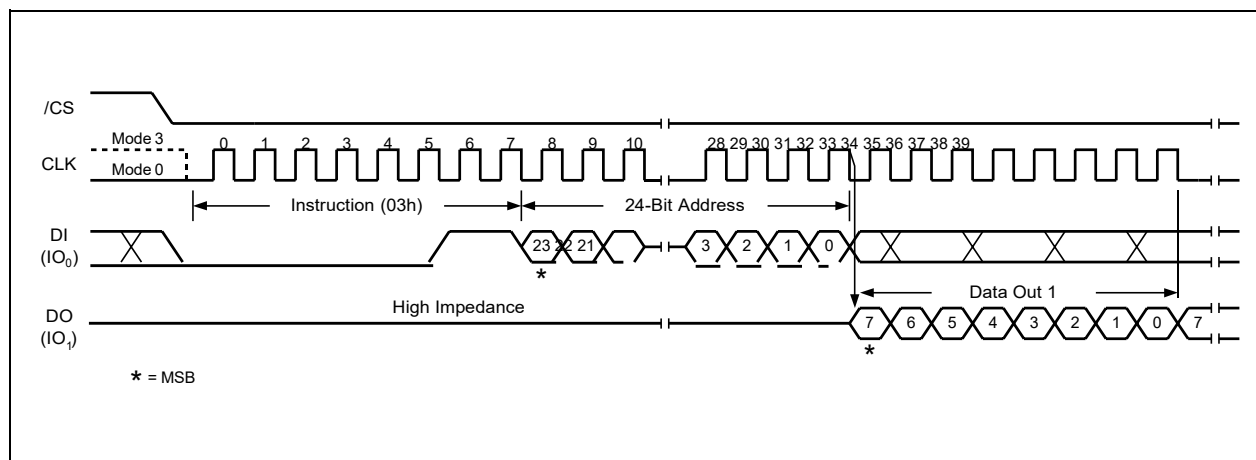 /CS
Mode 3
0 1 2 3 4 5 6 7 8 9 10 28 29 30 31 32 33 34 35 36 37 38 39
CLK
Mode 0
Instruction (03h) 24-Bit Address
DI
(IO0)
23 22 21 3 2 1 0
*
Data Out 1
High Impedance
DO
(IO1)
7 6 5 4 3 2 1 0 7
*
* = MSB